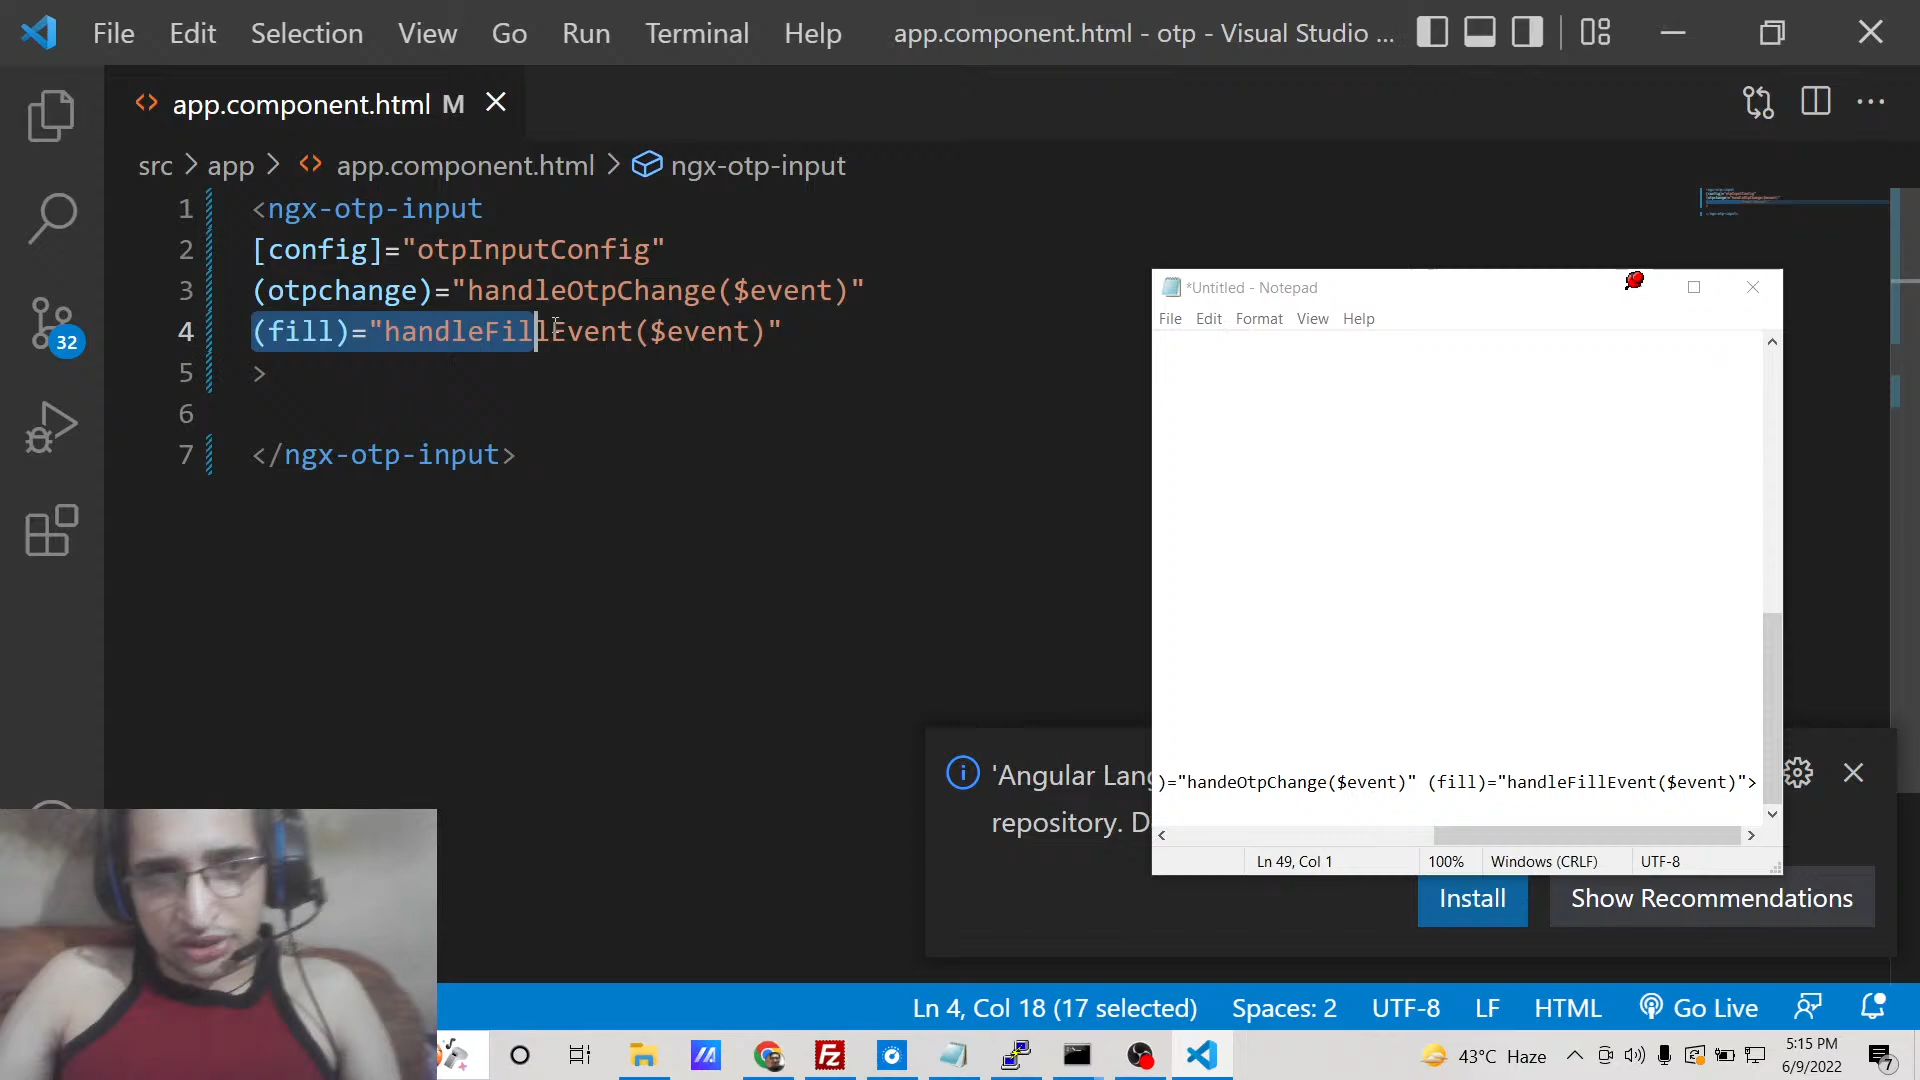 File Edit Selection View Go Run Terminal Help app.component.html - otp - Visual Studio ...
app.component.html M
src > app > app.component.html > ngx-otp-input
1 <ngx-otp-input
2 [config]="otpInputConfig"
3 (otpchange)="handleOtpChange($event)"
4 (fill)="handleFillEvent($event)"
5 >
6
7 </ngx-otp-input>
32
*Untitled - Notepad
File Edit Format View Help
)="handeOtpChange($event)" (fill)="handleFillEvent($event)">
Ln 49, Col 1 100% Windows (CRLF) UTF-8
'Angular Lang
repository. D
Install Show Recommendations
Ln 4, Col 18 (17 selected) Spaces: 2 UTF-8 LF HTML Go Live
43°C Haze
5:15 PM
6/9/2022
7